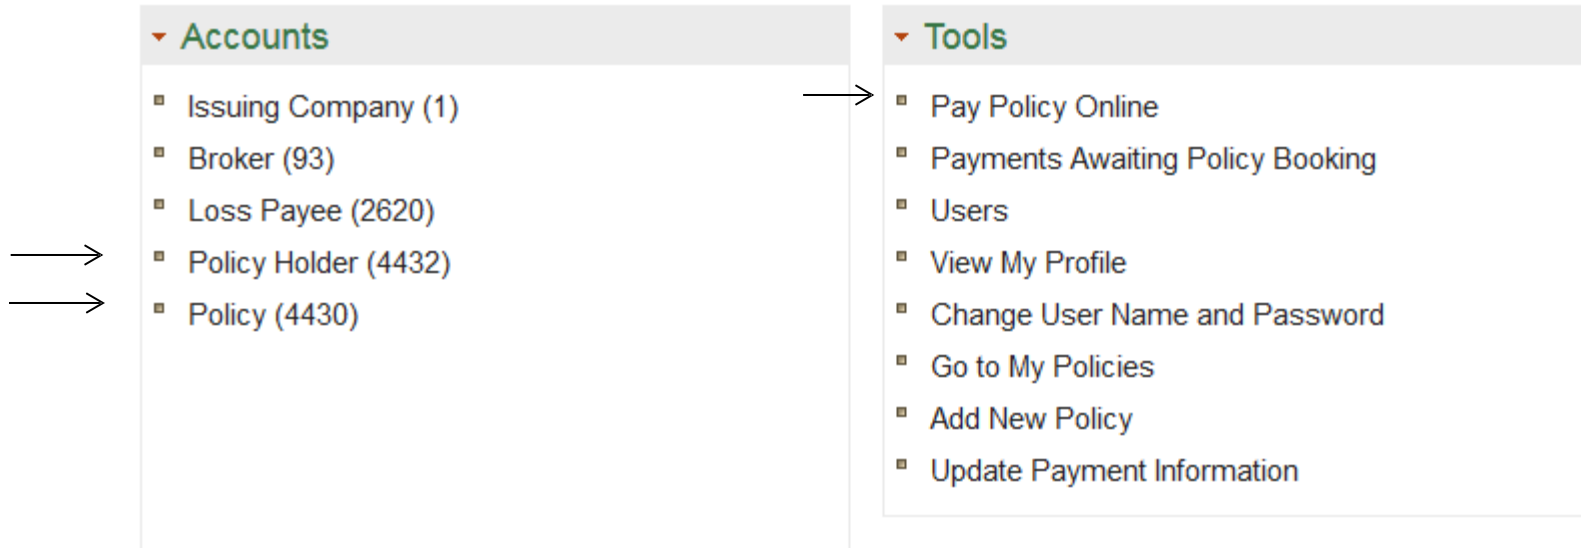 Accounts
Issuing Company (1)
Broker (93)
Loss Payee (2620)
Policy Holder (4432)
Policy (4430)
Tools
Pay Policy Online
Payments Awaiting Policy Booking
Users
View My Profile
Change User Name and Password
Go to My Policies
Add New Policy
Update Payment Information